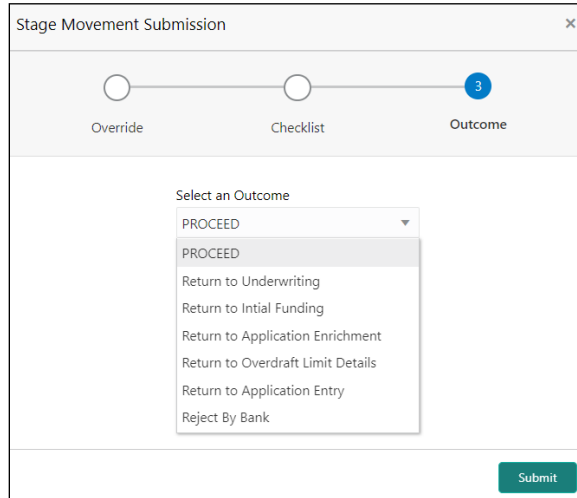 Stage Movement Submission ×
3
Override Checklist Outcome
Select an Outcome
PROCEED
PROCEED
Return to Underwriting
Return to Intial Funding
Return to Application Enrichment
Return to Overdraft Limit Details
Return to Application Entry
Reject By Bank
Submit